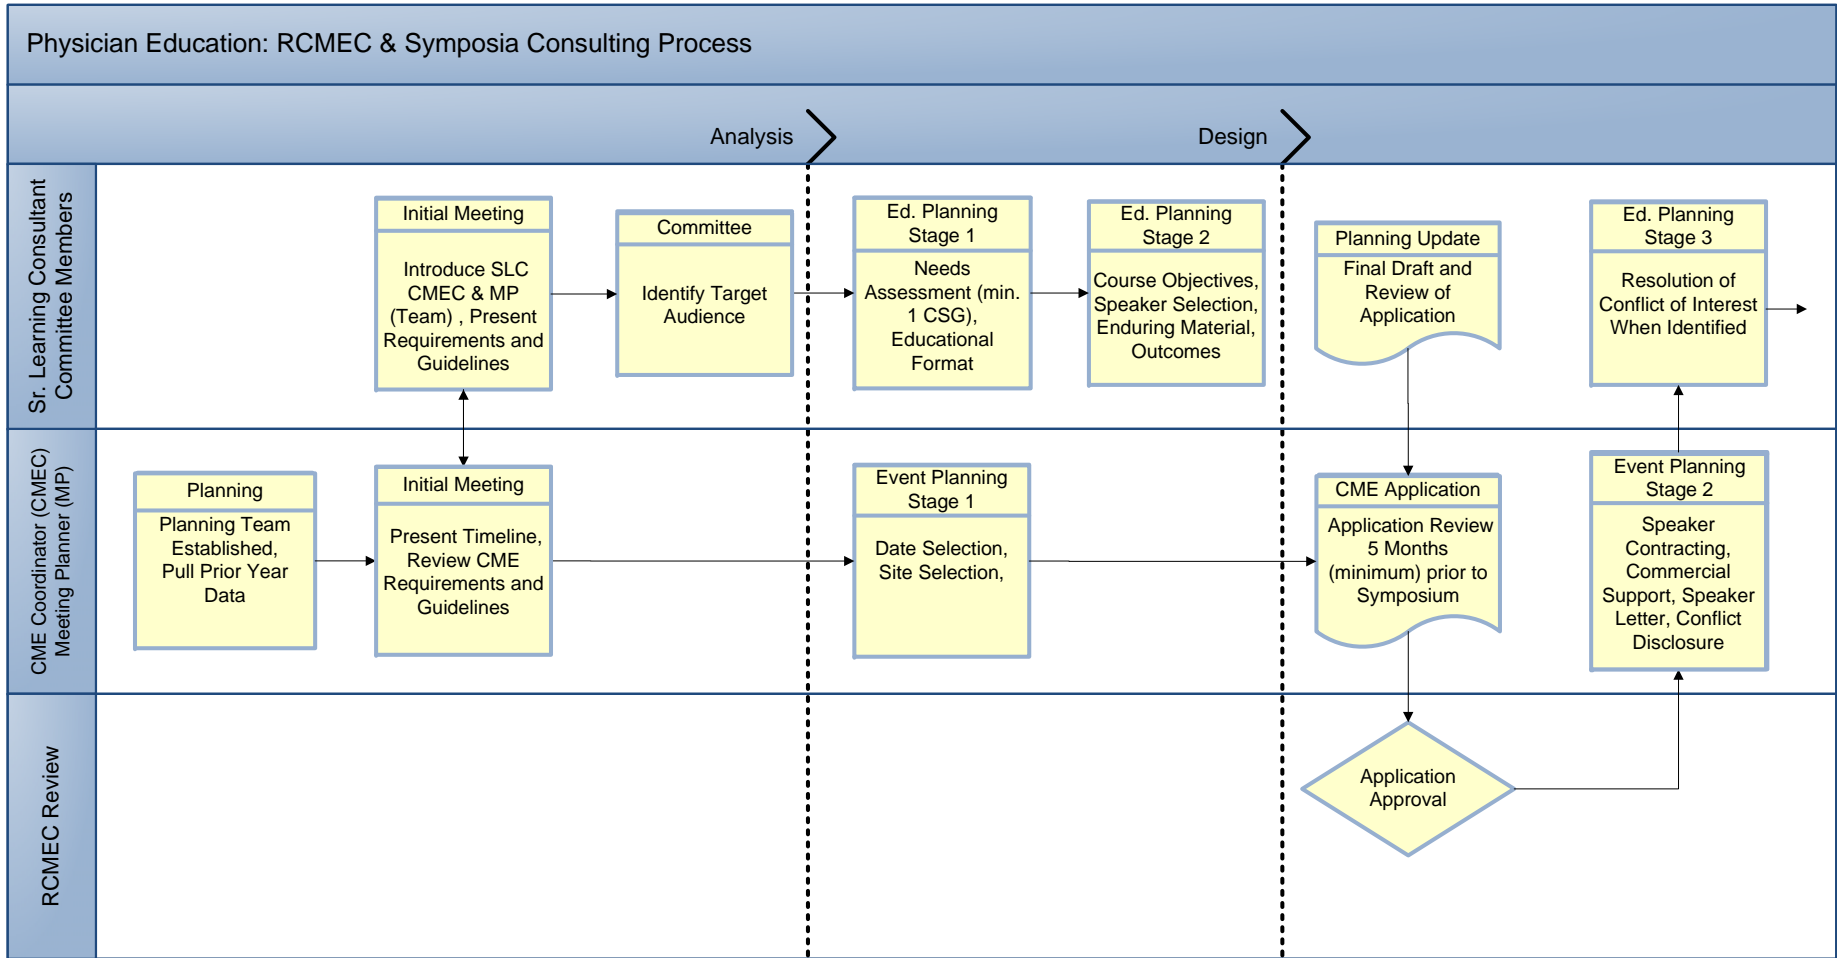 Physician Education: RCMEC & Symposia Consulting Process
Analysis
Design
Sr. Learning Consultant
Committee Members
Initial Meeting
Introduce SLC
CMEC & MP
(Team) , Present
Requirements and
Guidelines
Committee
Identify Target
Audience
Ed. Planning
Stage 1
Needs
Assessment (min.
1 CSG),
Educational
Format
Ed. Planning
Stage 2
Course Objectives,
Speaker Selection,
Enduring Material,
Outcomes
Planning Update
Final Draft and
Review of
Application
Ed. Planning
Stage 3
Resolution of
Conflict of Interest
When Identified
CME Coordinator (CMEC)
Meeting Planner (MP)
Planning
Planning Team
Established,
Pull Prior Year
Data
Initial Meeting
Present Timeline,
Review CME
Requirements and
Guidelines
Event Planning
Stage 1
Date Selection,
Site Selection,
CME Application
Application Review
5 Months
(minimum) prior to
Symposium
Event Planning
Stage 2
Speaker
Contracting,
Commercial
Support, Speaker
Letter, Conflict
Disclosure
RCMEC Review
Application
Approval